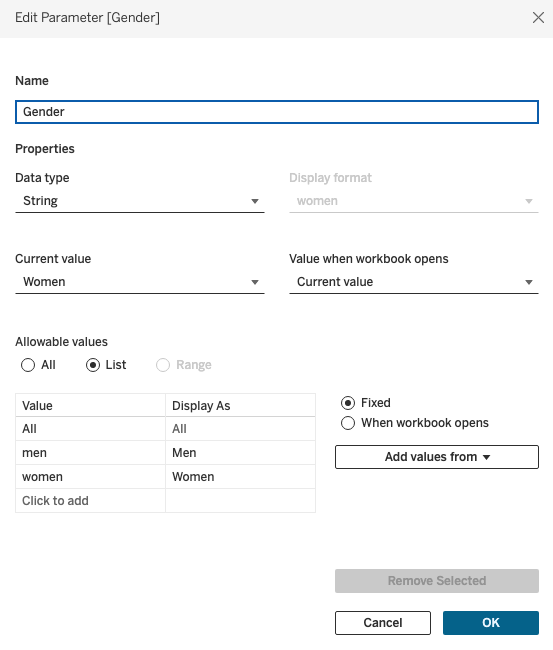 Edit Parameter [Gender]
Name
Gender
Properties
Data type Display format
String women
Current value Value when workbook opens
Women Current value
Allowable values
All List Range
Value Display As
All All
men Men
women Women
Click to add
Fixed
When workbook opens
Add values from
Remove Selected
Cancel OK